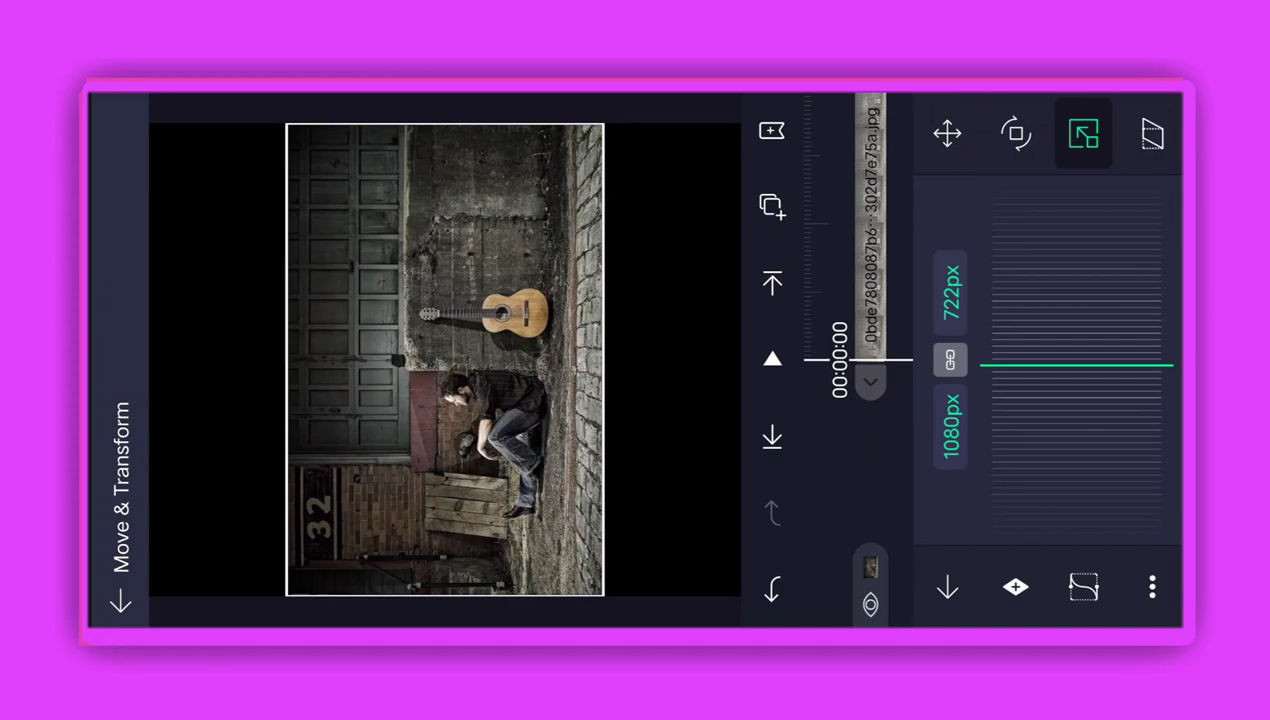 Move & Transform
32
00:00:00
0bde7808087b6···302d7e75a.jpg
1080px
722px